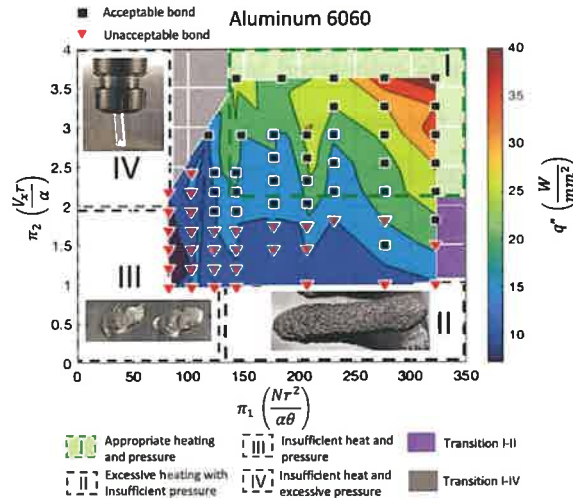 Acceptable bond
Unacceptable bond
Aluminum 6060
4
3.5
3
2.5
2
1.5
1
0.5
0
0 50 100 150 200 250 300 350
π₂ (Vₓr/α)
π₁ (Nr²/αθ)
I
IV
III
II
40
35
30
25
20
15
10
q" (W/mm²)
I Appropriate heating and pressure
II Excessive heating with Insufficient pressure
III Insufficient heat and pressure
IV Insufficient heat and excessive pressure
Transition I-II
Transition I-IV